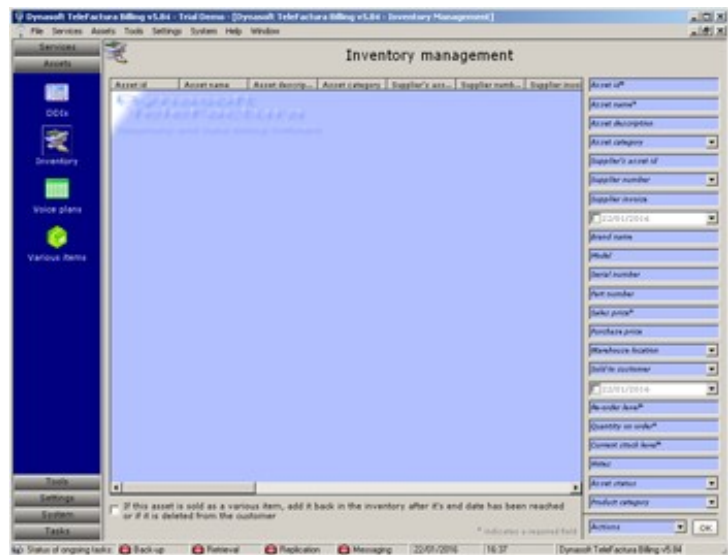 Dynasoft TeleFactura Billing v5.84 - Trial Demo - [Dynasoft TeleFactura Billing v5.84 - Inventory Management]
File Services Assets Tools Settings System Help Window
Services
Assets
DDIs
Inventory
Voice plans
Various items
Tools
Settings
System
Tasks
Inventory management
Asset id Asset name Asset descrip... Asset category Supplier's ass... Supplier numb... Supplier invoi
Dynasoft
TeleFactura
Asset id*
Asset name*
Asset description
Asset category
Supplier's asset id
Supplier number
Supplier invoice
22/01/2016
Brand name
Model
Serial number
Part number
Sales price*
Purchase price
Warehouse location
Sold to customer
22/01/2016
Re-order level*
Quantity on order*
Current stock level*
Notes
Asset status
Product category
If this asset is sold as a various item, add it back in the inventory after it's end date has been reached
or if it is deleted from the customer
* indicates a required field
Actions OK
Status of ongoing tasks: Back-up Retrieval Replication Messaging 22/01/2016 16:37 Dynasoft TeleFactura Billing v5.84